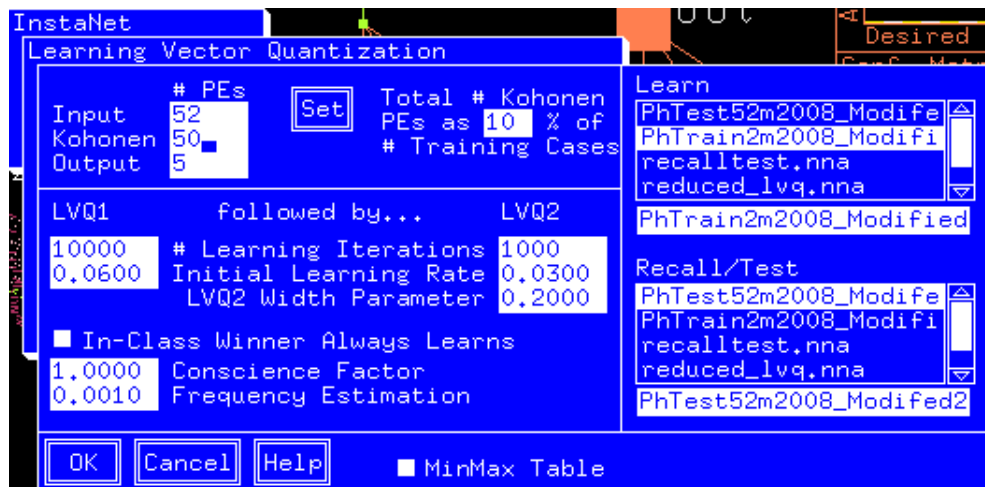 InstaNet
Learning Vector Quantization
# PEs
Input 52
Kohonen 50
Output 5
Set
Total # Kohonen
PEs as 10 % of
# Training Cases
LVQ1 followed by... LVQ2
10000 # Learning Iterations 1000
0.0600 Initial Learning Rate 0.0300
LVQ2 Width Parameter 0.2000
In-Class Winner Always Learns
1.0000 Conscience Factor
0.0010 Frequency Estimation
OK Cancel Help MinMax Table
Desired
Learn
PhTest52m2008_Modife
PhTrain2m2008_Modifi
recalltest.nna
reduced_lvq.nna
PhTrain2m2008_Modified
Recall/Test
PhTest52m2008_Modife
PhTrain2m2008_Modifi
recalltest.nna
reduced_lvq.nna
PhTest52m2008_Modifed2